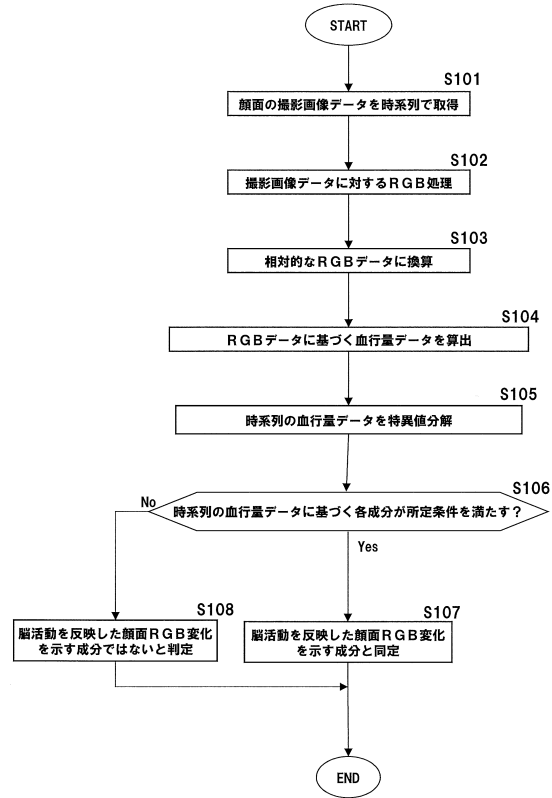 START
S101
顔面の撮影画像データを時系列で取得
S102
撮影画像データに対するＲＧＢ処理
S103
相対的なＲＧＢデータに換算
S104
ＲＧＢデータに基づく血行量データを算出
S105
時系列の血行量データを特異値分解
S106
時系列の血行量データに基づく各成分が所定条件を満たす？
No
Yes
S108
脳活動を反映した顔面ＲＧＢ変化
を示す成分ではないと判定
S107
脳活動を反映した顔面ＲＧＢ変化
を示す成分と同定
END